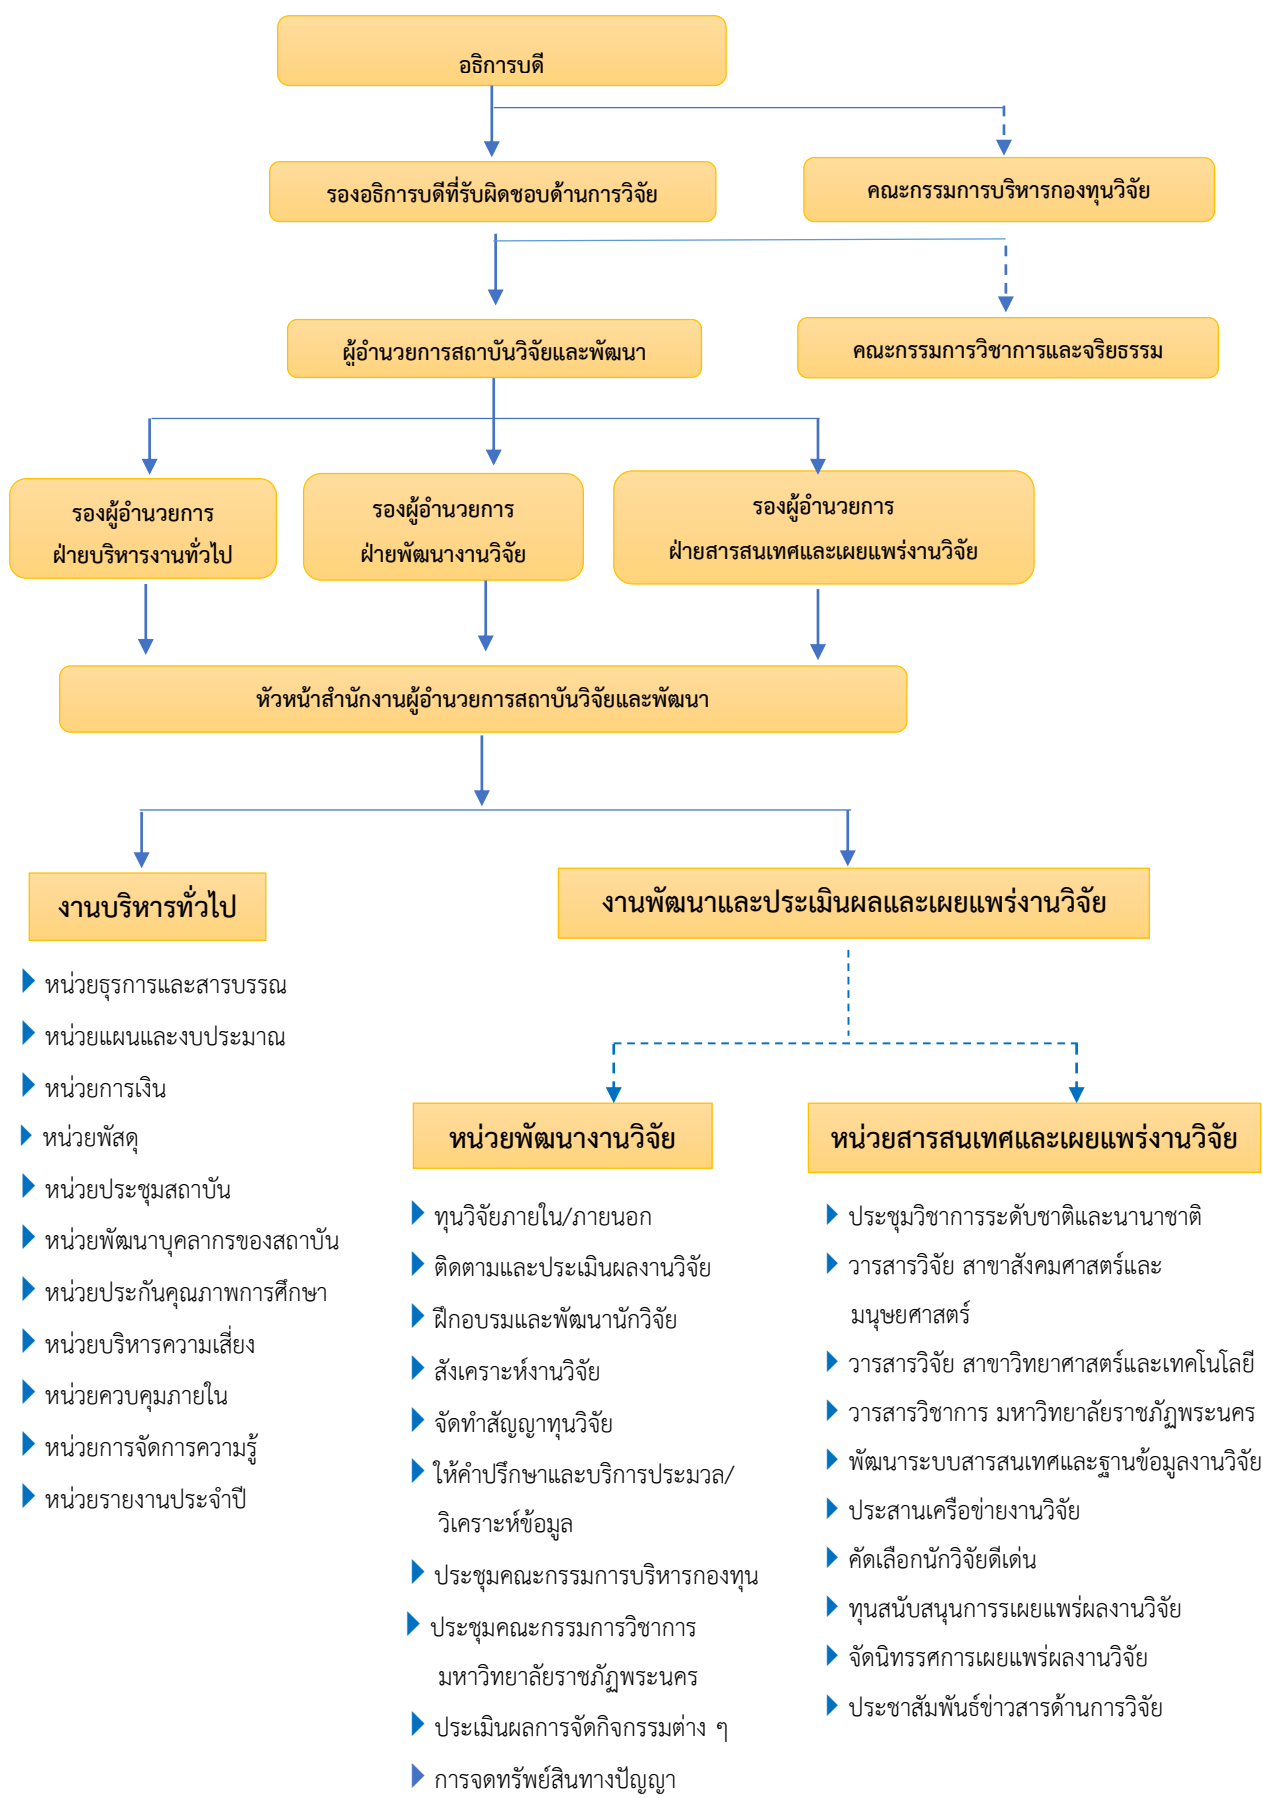 อธิการบดี
รองอธิการบดีที่รับผิดชอบด้านการวิจัย
คณะกรรมการบริหารกองทุนวิจัย
ผู้อำนวยการสถาบันวิจัยและพัฒนา
คณะกรรมการวิชาการและจริยธรรม
รองผู้อำนวยการ
ฝ่ายบริหารงานทั่วไป
รองผู้อำนวยการ
ฝ่ายพัฒนางานวิจัย
รองผู้อำนวยการ
ฝ่ายสารสนเทศและเผยแพร่งานวิจัย
หัวหน้าสำนักงานผู้อำนวยการสถาบันวิจัยและพัฒนา
งานบริหารทั่วไป
หน่วยธุรการและสารบรรณ
หน่วยแผนและงบประมาณ
หน่วยการเงิน
หน่วยพัสดุ
หน่วยประชุมสถาบัน
หน่วยพัฒนาบุคลากรของสถาบัน
หน่วยประกันคุณภาพการศึกษา
หน่วยบริหารความเสี่ยง
หน่วยควบคุมภายใน
หน่วยการจัดการความรู้
หน่วยรายงานประจำปี
งานพัฒนาและประเมินผลและเผยแพร่งานวิจัย
หน่วยพัฒนางานวิจัย
ทุนวิจัยภายใน/ภายนอก
ติดตามและประเมินผลงานวิจัย
ฝึกอบรมและพัฒนานักวิจัย
สังเคราะห์งานวิจัย
จัดทำสัญญาทุนวิจัย
ให้คำปรึกษาและบริการประมวล/
วิเคราะห์ข้อมูล
ประชุมคณะกรรมการบริหารกองทุน
ประชุมคณะกรรมการวิชาการ
มหาวิทยาลัยราชภัฏพระนคร
ประเมินผลการจัดกิจกรรมต่าง ๆ
การจดทรัพย์สินทางปัญญา
หน่วยสารสนเทศและเผยแพร่งานวิจัย
ประชุมวิชาการระดับชาติและนานาชาติ
วารสารวิจัย สาขาสังคมศาสตร์และ
มนุษยศาสตร์
วารสารวิจัย สาขาวิทยาศาสตร์และเทคโนโลยี
วารสารวิชาการ มหาวิทยาลัยราชภัฏพระนคร
พัฒนาระบบสารสนเทศและฐานข้อมูลงานวิจัย
ประสานเครือข่ายงานวิจัย
คัดเลือกนักวิจัยดีเด่น
ทุนสนับสนุนการรเผยแพร่ผลงานวิจัย
จัดนิทรรศการเผยแพร่ผลงานวิจัย
ประชาสัมพันธ์ข่าวสารด้านการวิจัย